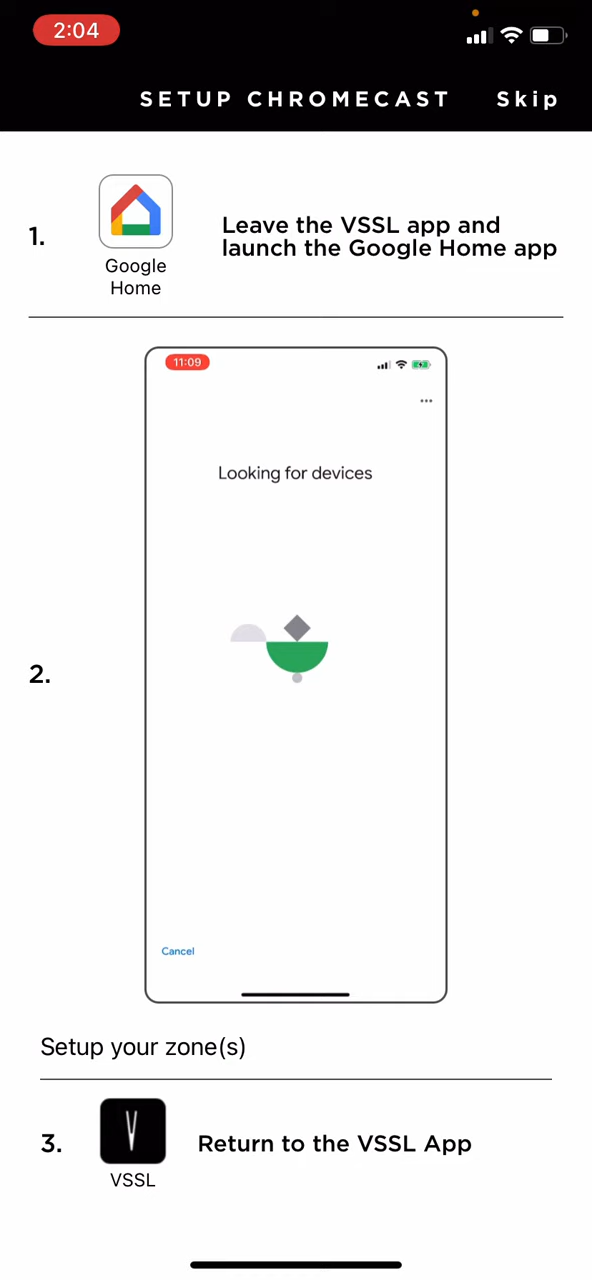 2:04
SETUP CHROMECAST Skip
1.
Google
Home
Leave the VSSL app and
launch the Google Home app
11:09
...
Looking for devices
2.
Cancel
Setup your zone(s)
3.
VSSL
Return to the VSSL App